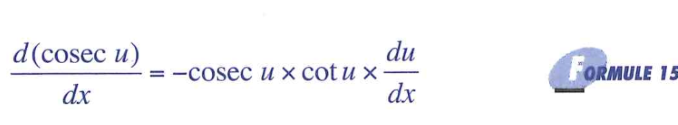 d(cosec u)/dx = −cosec u × cot u × du/dx
FORMULE 15